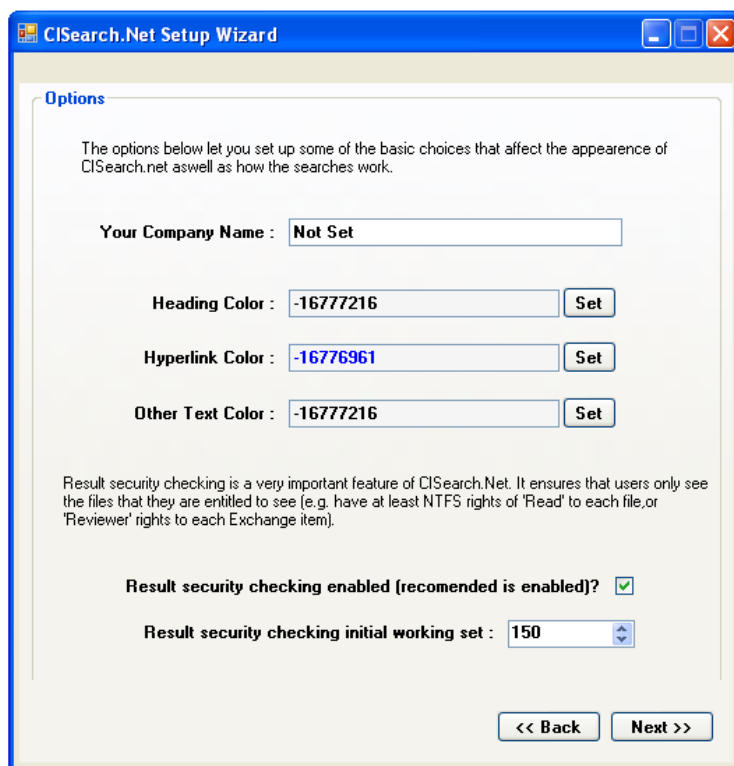 CISearch.Net Setup Wizard
Options
The options below let you set up some of the basic choices that affect the appearence of
CISearch.net aswell as how the searches work.
Your Company Name : Not Set
Heading Color : -16777216 Set
Hyperlink Color : -16776961 Set
Other Text Color : -16777216 Set
Result security checking is a very important feature of CISearch.Net. It ensures that users only see
the files that they are entitled to see (e.g. have at least NTFS rights of 'Read' to each file,or
'Reviewer' rights to each Exchange item).
Result security checking enabled (recomended is enabled)?
Result security checking initial working set : 150
<< Back Next >>